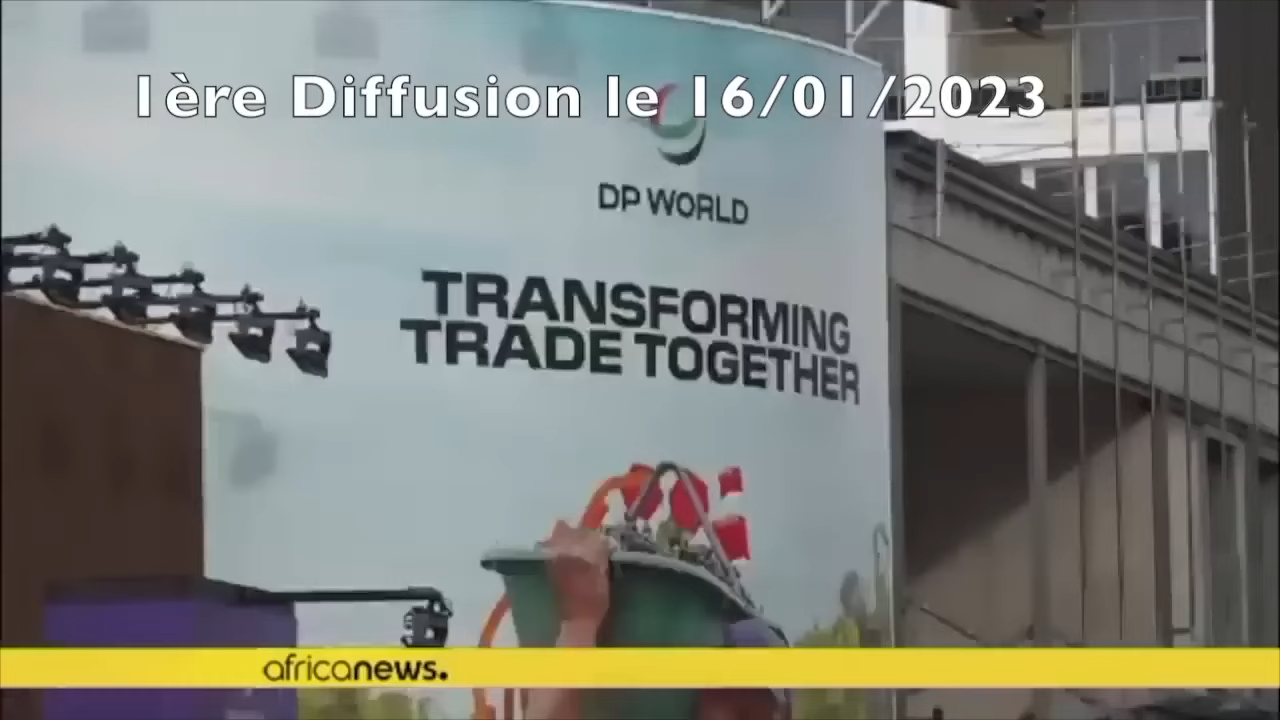 1ère Diffusion le 16/01/2023
DP WORLD
TRANSFORMING
TRADE TOGETHER
africanews.